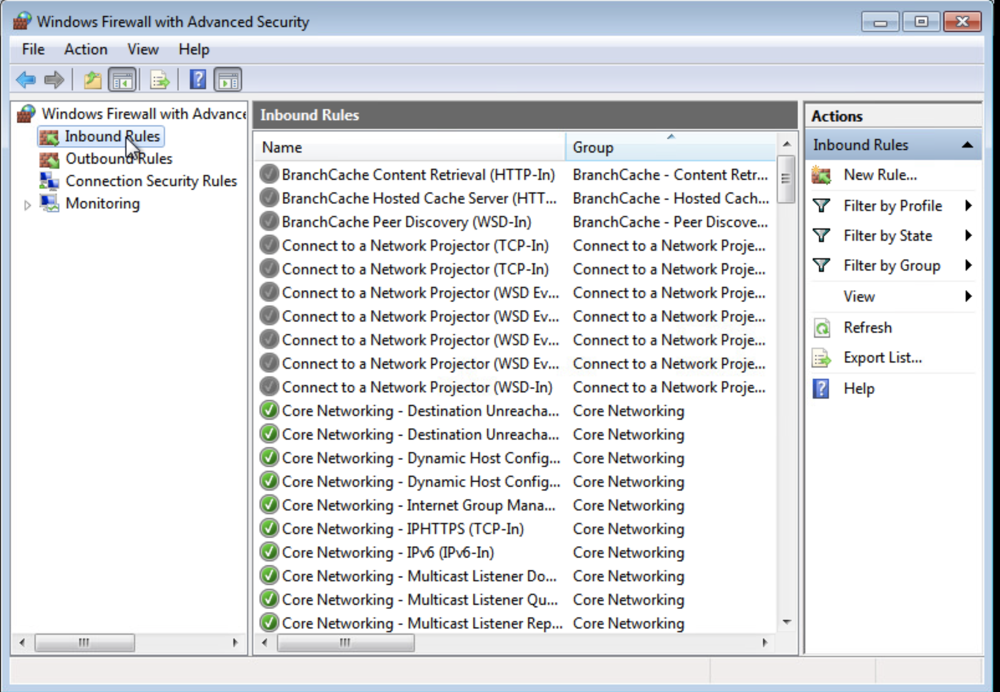 Windows Firewall with Advanced Security
File Action View Help
Windows Firewall with Advance
Inbound Rules
Outbound Rules
Connection Security Rules
Monitoring
Inbound Rules
Name Group
BranchCache Content Retrieval (HTTP-In) BranchCache - Content Retr...
BranchCache Hosted Cache Server (HTT... BranchCache - Hosted Cach...
BranchCache Peer Discovery (WSD-In) BranchCache - Peer Discove...
Connect to a Network Projector (TCP-In) Connect to a Network Proje...
Connect to a Network Projector (TCP-In) Connect to a Network Proje...
Connect to a Network Projector (WSD Ev... Connect to a Network Proje...
Connect to a Network Projector (WSD Ev... Connect to a Network Proje...
Connect to a Network Projector (WSD Ev... Connect to a Network Proje...
Connect to a Network Projector (WSD Ev... Connect to a Network Proje...
Connect to a Network Projector (WSD-In) Connect to a Network Proje...
Core Networking - Destination Unreacha... Core Networking
Core Networking - Destination Unreacha... Core Networking
Core Networking - Dynamic Host Config... Core Networking
Core Networking - Dynamic Host Config... Core Networking
Core Networking - Internet Group Mana... Core Networking
Core Networking - IPHTTPS (TCP-In) Core Networking
Core Networking - IPv6 (IPv6-In) Core Networking
Core Networking - Multicast Listener Do... Core Networking
Core Networking - Multicast Listener Qu... Core Networking
Core Networking - Multicast Listener Rep... Core Networking
Actions
Inbound Rules
New Rule...
Filter by Profile
Filter by State
Filter by Group
View
Refresh
Export List...
Help